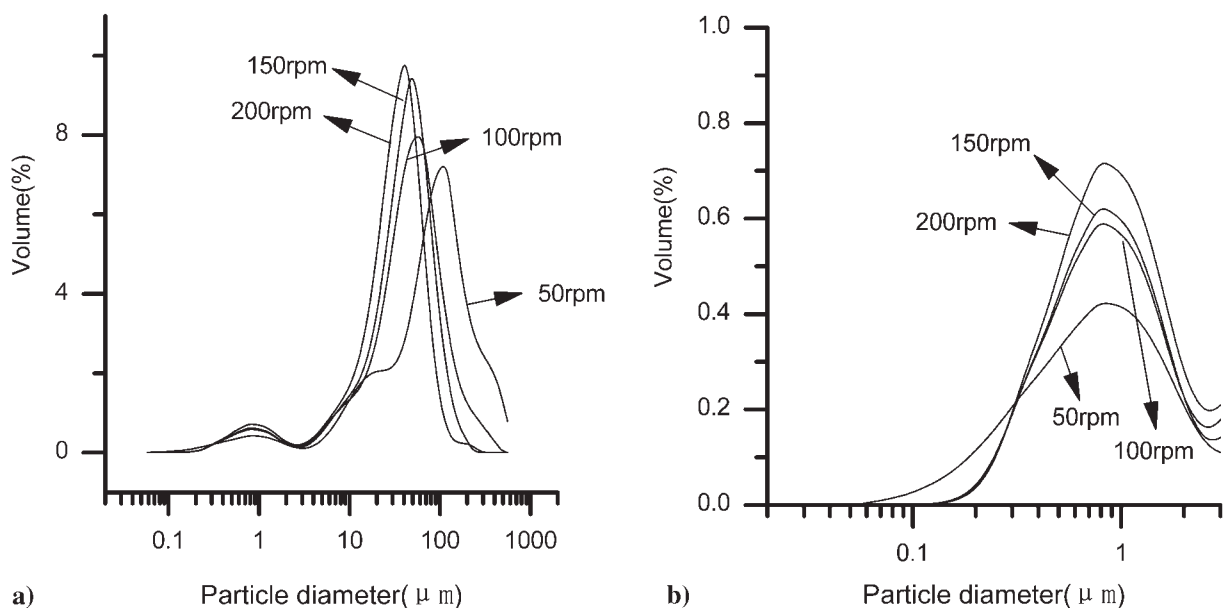 8
4
0
Volume(%)
150rpm
200rpm
100rpm
50rpm
0.1 1 10 100 1000
Particle diameter( μ m)
a)
1.0
0.8
0.6
0.4
0.2
0.0
Volume(%)
150rpm
200rpm
50rpm
100rpm
0.1 1
Particle diameter( μ m)
b)